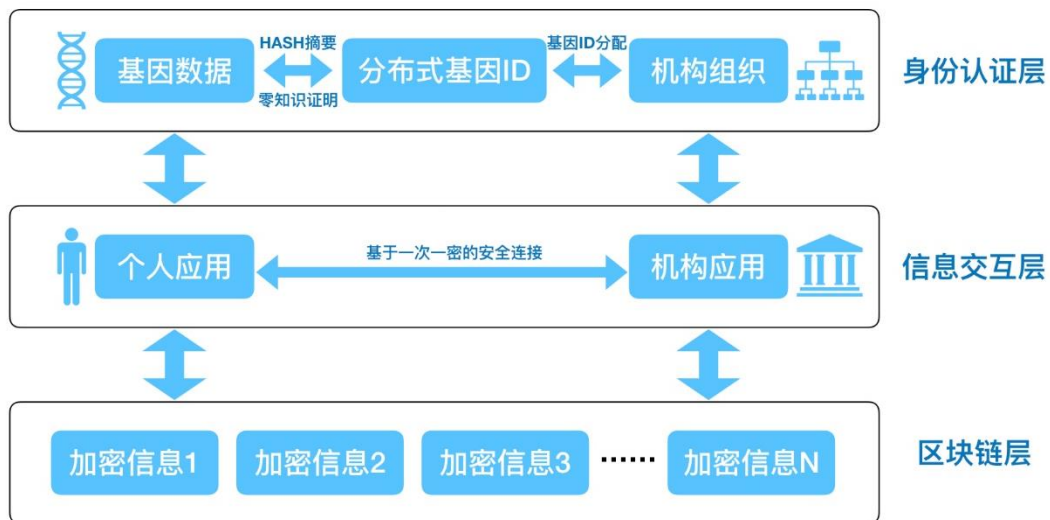 HASH摘要
基因ID分配
基因数据
分布式基因ID
机构组织
身份认证层
零知识证明
基于一次一密的安全连接
个人应用
机构应用
信息交互层
加密信息1
加密信息2
加密信息3
······
加密信息N
区块链层